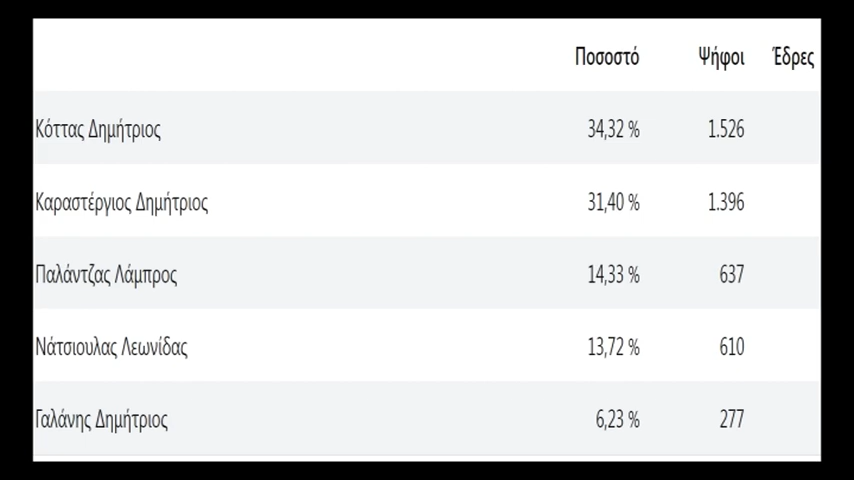 Ποσοστό Ψήφοι Έδρες
Κόττας Δημήτριος 34,32 % 1.526
Καραστέργιος Δημήτριος 31,40 % 1.396
Παλάντζας Λάμπρος 14,33 % 637
Νάτσιουλας Λεωνίδας 13,72 % 610
Γαλάνης Δημήτριος 6,23 % 277